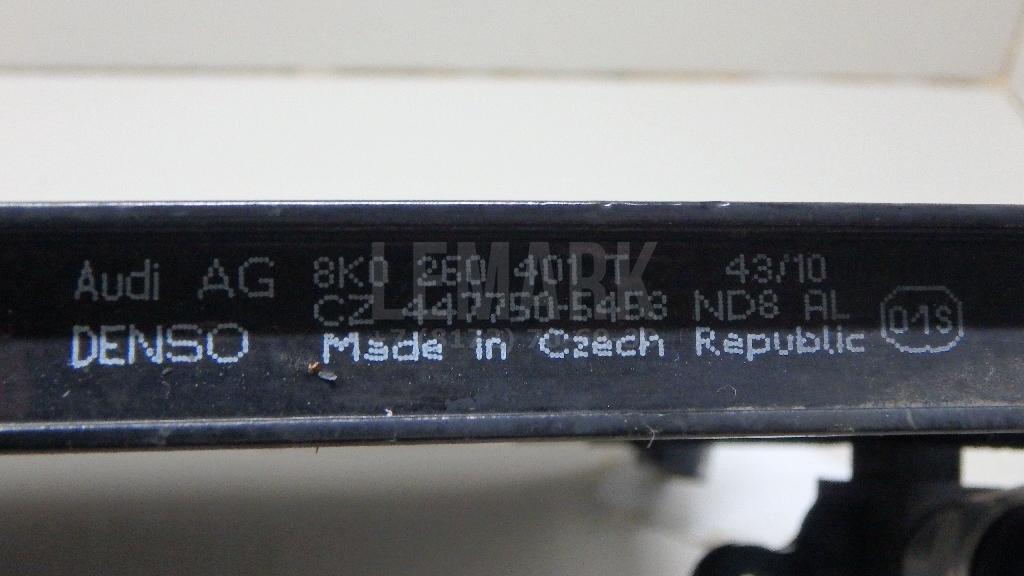 Audi AG 8K0 260 401 T 43/10
CZ 447750-5453 ND8 AL
01S
DENSO Made in Czech Republic
LEMARK